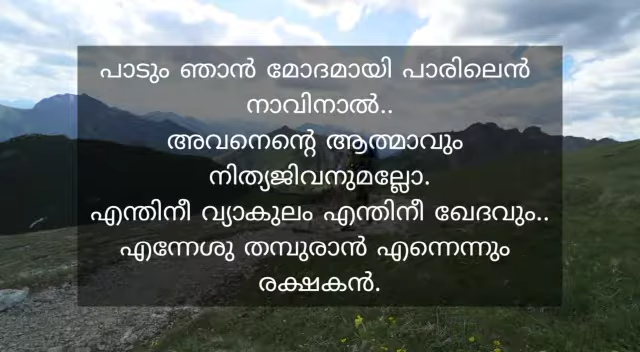 പാടും ഞാൻ മോദമായി പാരിലെൻ
നാവിനാൽ..
അവനെന്റെ ആത്മാവും
നിത്യജിവനുമല്ലോ.
എന്തിനീ വ്യാകുലം എന്തിനീ ഖേദവും..
എന്നേശു തമ്പുരാൻ എന്നെന്നും
രക്ഷകൻ.